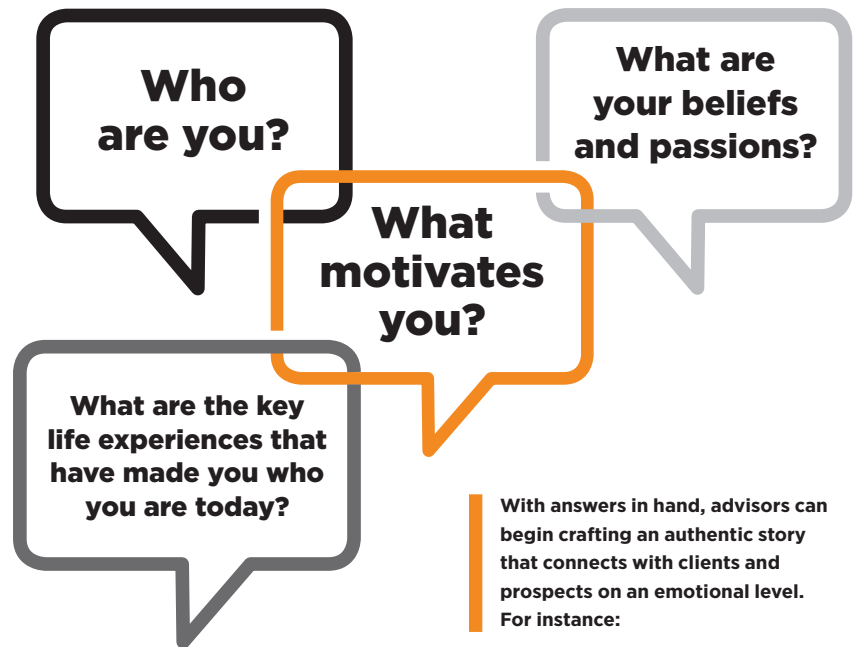 Who
are you?
What are
your beliefs
and passions?
What
motivates
you?
What are the key
life experiences that
have made you who
you are today?
With answers in hand, advisors can
begin crafting an authentic story
that connects with clients and
prospects on an emotional level.
For instance: